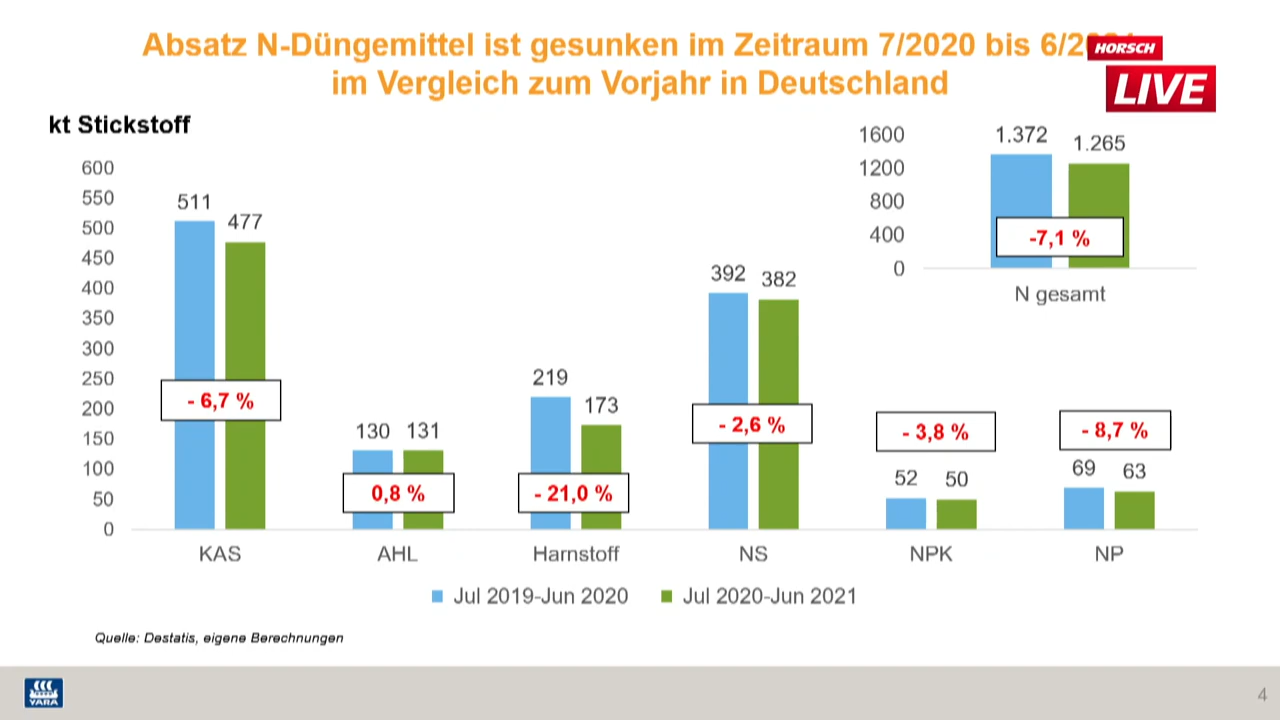 Absatz N-Düngemittel ist gesunken im Zeitraum 7/2020 bis
im Vergleich zum Vorjahr in Deutschland
HORSCH
LIVE
kt Stickstoff
600
550
500
450
400
350
300
250
200
150
100
50
0
511
477
- 6,7 %
130
131
0,8 %
219
173
- 21,0 %
392
382
- 2,6 %
52
50
- 3,8 %
69
63
- 8,7 %
KAS
AHL
Harnstoff
NS
NPK
NP
1600
1200
800
400
0
1.372
1.265
-7,1 %
N gesamt
Jul 2019-Jun 2020
Jul 2020-Jun 2021
Quelle: Destatis, eigene Berechnungen
YARA
4